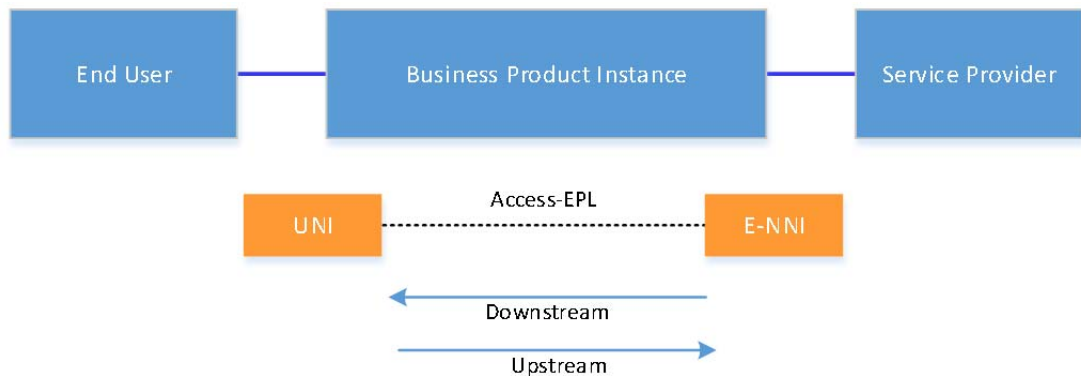 End User
Business Product Instance
Service Provider
Access-EPL
UNI
E-NNI
Downstream
Upstream